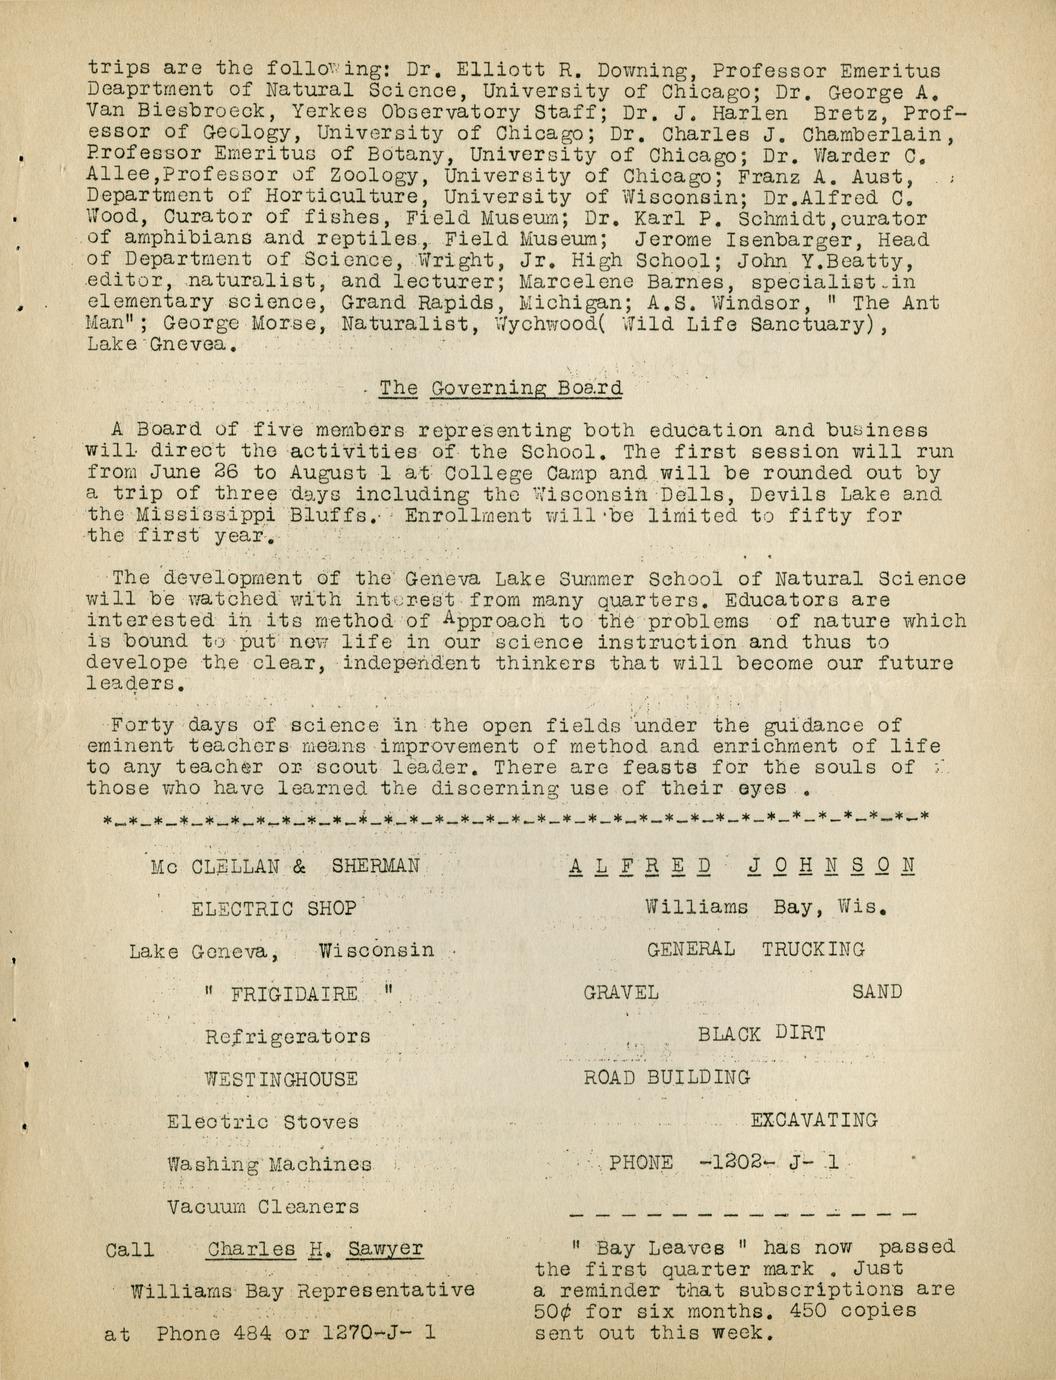 trips are the following: Dr. Elliott R. Downing, Professor Emeritus
Deaprtment of Natural Science, University of Chicago; Dr. George A.
Van Biesbroeck, Yerkes Observatory Staff; Dr. J. Harlen Bretz, Prof-
essor of Geology, University of Chicago; Dr. Charles J. Chamberlain,
Professor Emeritus of Botany, University of Chicago; Dr. Warder C.
Allee,Professor of Zoology, University of Chicago; Franz A. Aust,
Department of Horticulture, University of Wisconsin; Dr.Alfred C.
Wood, Curator of fishes, Field Museum; Dr. Karl P. Schmidt,curator
of amphibians and reptiles, Field Museum; Jerome Isenbarger, Head
of Department of Science, Wright, Jr. High School; John Y.Beatty,
editor, naturalist, and lecturer; Marcelene Barnes, specialist in
elementary science, Grand Rapids, Michigan; A.S. Windsor, " The Ant
Man"; George Morse, Naturalist, Wychwood( Wild Life Sanctuary),
Lake Gnevea.
The Governing Board
A Board of five members representing both education and business
will direct the activities of the School. The first session will run
from June 26 to August 1 at College Camp and will be rounded out by
a trip of three days including the Wisconsin Dells, Devils Lake and
the Mississippi Bluffs. Enrollment will be limited to fifty for
the first year.
The development of the Geneva Lake Summer School of Natural Science
will be watched with interest from many quarters. Educators are
interested in its method of Approach to the problems of nature which
is bound to put new life in our science instruction and thus to
develope the clear, independent thinkers that will become our future
leaders.
Forty days of science in the open fields under the guidance of
eminent teachers means improvement of method and enrichment of life
to any teacher or scout leader. There are feasts for the souls of
those who have learned the discerning use of their eyes .
*-*-*-*-*-*-*-*-*-*-*-*-*-*-*-*-*-*-*-*-*-*-*-*-*-*-*-*-*-*-*-*-*
Mc CLELLAN & SHERMAN
ELECTRIC SHOP
Lake Geneva, Wisconsin
" FRIGIDAIRE "
Refrigerators
WESTINGHOUSE
Electric Stoves
Washing Machines
Vacuum Cleaners
Call Charles H. Sawyer
Williams Bay Representative
at Phone 484 or 1270-J- 1
A L F R E D J O H N S O N
Williams Bay, Wis.
GENERAL TRUCKING
GRAVEL SAND
BLACK DIRT
ROAD BUILDING
EXCAVATING
PHONE -1202- J- 1
_ _ _ _ _ _ _ _ _ _ _ _ _ _
" Bay Leaves " has now passed
the first quarter mark . Just
a reminder that subscriptions are
50¢ for six months. 450 copies
sent out this week.